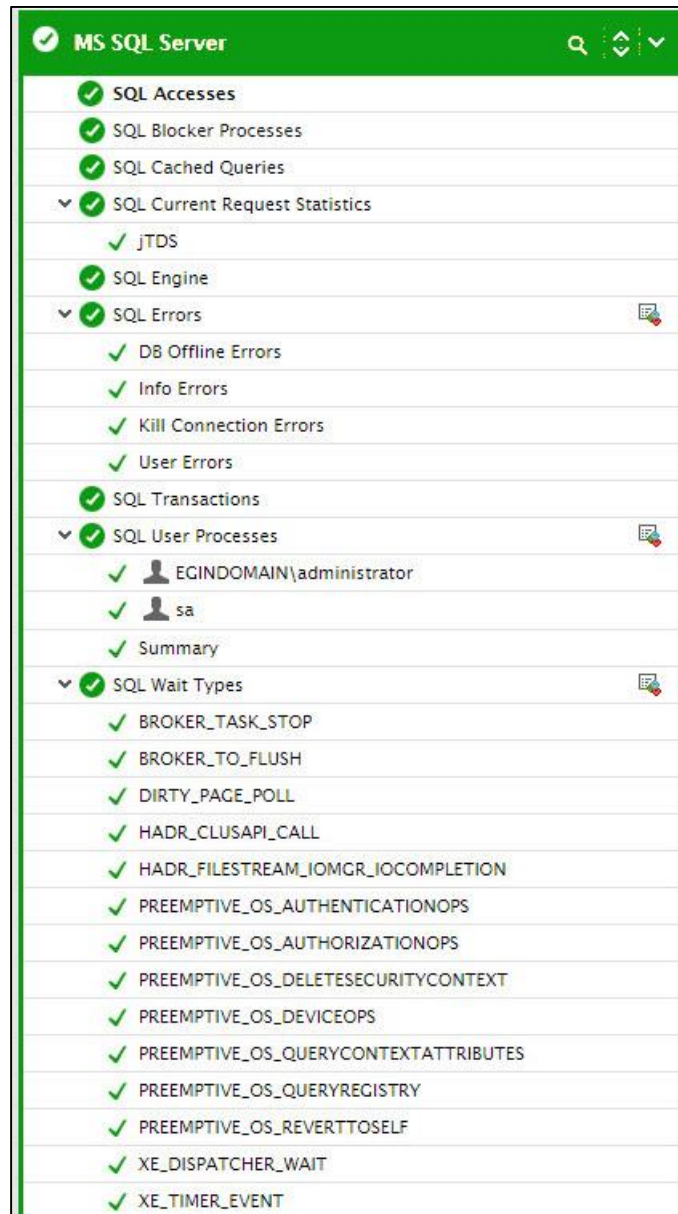 MS SQL Server
SQL Accesses
SQL Blocker Processes
SQL Cached Queries
SQL Current Request Statistics
jTDS
SQL Engine
SQL Errors
DB Offline Errors
Info Errors
Kill Connection Errors
User Errors
SQL Transactions
SQL User Processes
EGINDOMAIN\administrator
sa
Summary
SQL Wait Types
BROKER_TASK_STOP
BROKER_TO_FLUSH
DIRTY_PAGE_POLL
HADR_CLUSAPI_CALL
HADR_FILESTREAM_IOMGR_IOCOMPLETION
PREEMPTIVE_OS_AUTHENTICATIONOPS
PREEMPTIVE_OS_AUTHORIZATIONOPS
PREEMPTIVE_OS_DELETESECURITYCONTEXT
PREEMPTIVE_OS_DEVICEOPS
PREEMPTIVE_OS_QUERYCONTEXTATTRIBUTES
PREEMPTIVE_OS_QUERYREGISTRY
PREEMPTIVE_OS_REVERTTOSELF
XE_DISPATCHER_WAIT
XE_TIMER_EVENT